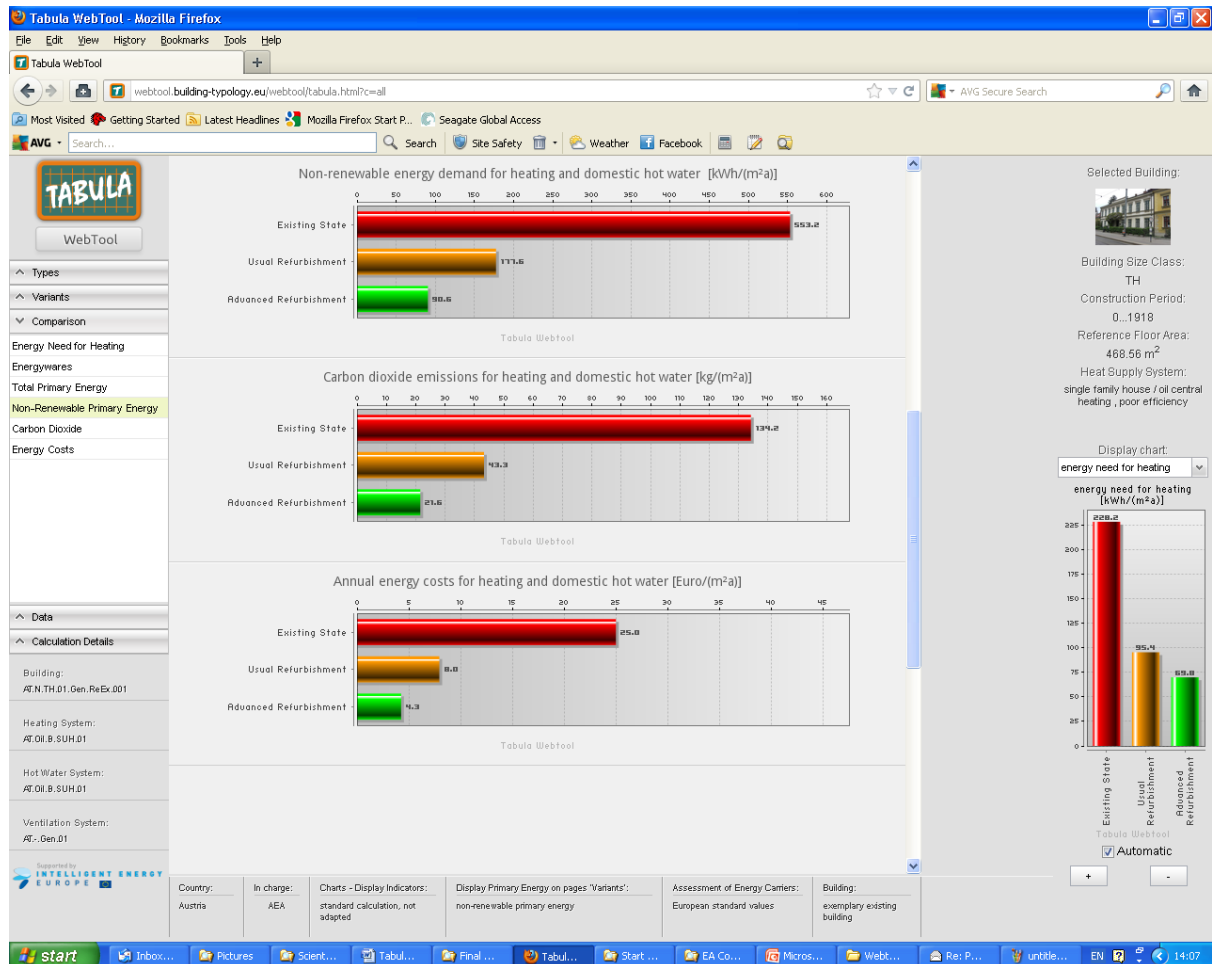 Tabula WebTool - Mozilla Firefox
File Edit View History Bookmarks Tools Help
Tabula WebTool
+
webtool.building-typology.eu/webtool/tabula.html?c=all
AVG Secure Search
Most Visited Getting Started Latest Headlines Mozilla Firefox Start P... Seagate Global Access
AVG Search... Search Site Safety Weather Facebook
TABULA
WebTool
Types
Variants
Comparison
Energy Need for Heating
Energywares
Total Primary Energy
Non-Renewable Primary Energy
Carbon Dioxide
Energy Costs
Data
Calculation Details
Building:
AT.N.TH.01.Gen.ReEx.001
Heating System:
AT.Oil.B.SUH.01
Hot Water System:
AT.Oil.B.SUH.01
Ventilation System:
AT.-.Gen.01
Supported by
INTELLIGENT ENERGY
EUROPE
Non-renewable energy demand for heating and domestic hot water [kWh/(m²a)]
0 50 100 150 200 250 300 350 400 450 500 550 600
Existing State 553.2
Usual Refurbishment 177.6
Advanced Refurbishment 90.6
Tabula Webtool
Carbon dioxide emissions for heating and domestic hot water [kg/(m²a)]
0 10 20 30 40 50 60 70 80 90 100 110 120 130 140 150 160
Existing State 134.2
Usual Refurbishment 43.3
Advanced Refurbishment 21.6
Tabula Webtool
Annual energy costs for heating and domestic hot water [Euro/(m²a)]
0 5 10 15 20 25 30 35 40 45
Existing State 25.0
Usual Refurbishment 8.0
Advanced Refurbishment 4.3
Tabula Webtool
Selected Building:
Building Size Class:
TH
Construction Period:
0...1918
Reference Floor Area:
468.56 m²
Heat Supply System:
single family house / oil central
heating , poor efficiency
Display chart:
energy need for heating
energy need for heating
[kWh/(m²a)]
228.2
225
200
175
150
125
100
95.4
75
69.8
50
25
0
Existing State
Usual
Refurbishment
Advanced
Refurbishment
Tabula Webtool
Automatic
+ -
Country: In charge: Charts - Display Indicators: Display Primary Energy on pages 'Variants': Assessment of Energy Carriers: Building:
Austria AEA standard calculation, not non-renewable primary energy European standard values exemplary existing
adapted building
start Inbox... Pictures Scient... Tabul... Final ... Tabul... Start ... EA Co... Micros... Webt... Re: P... untitle... EN 14:07